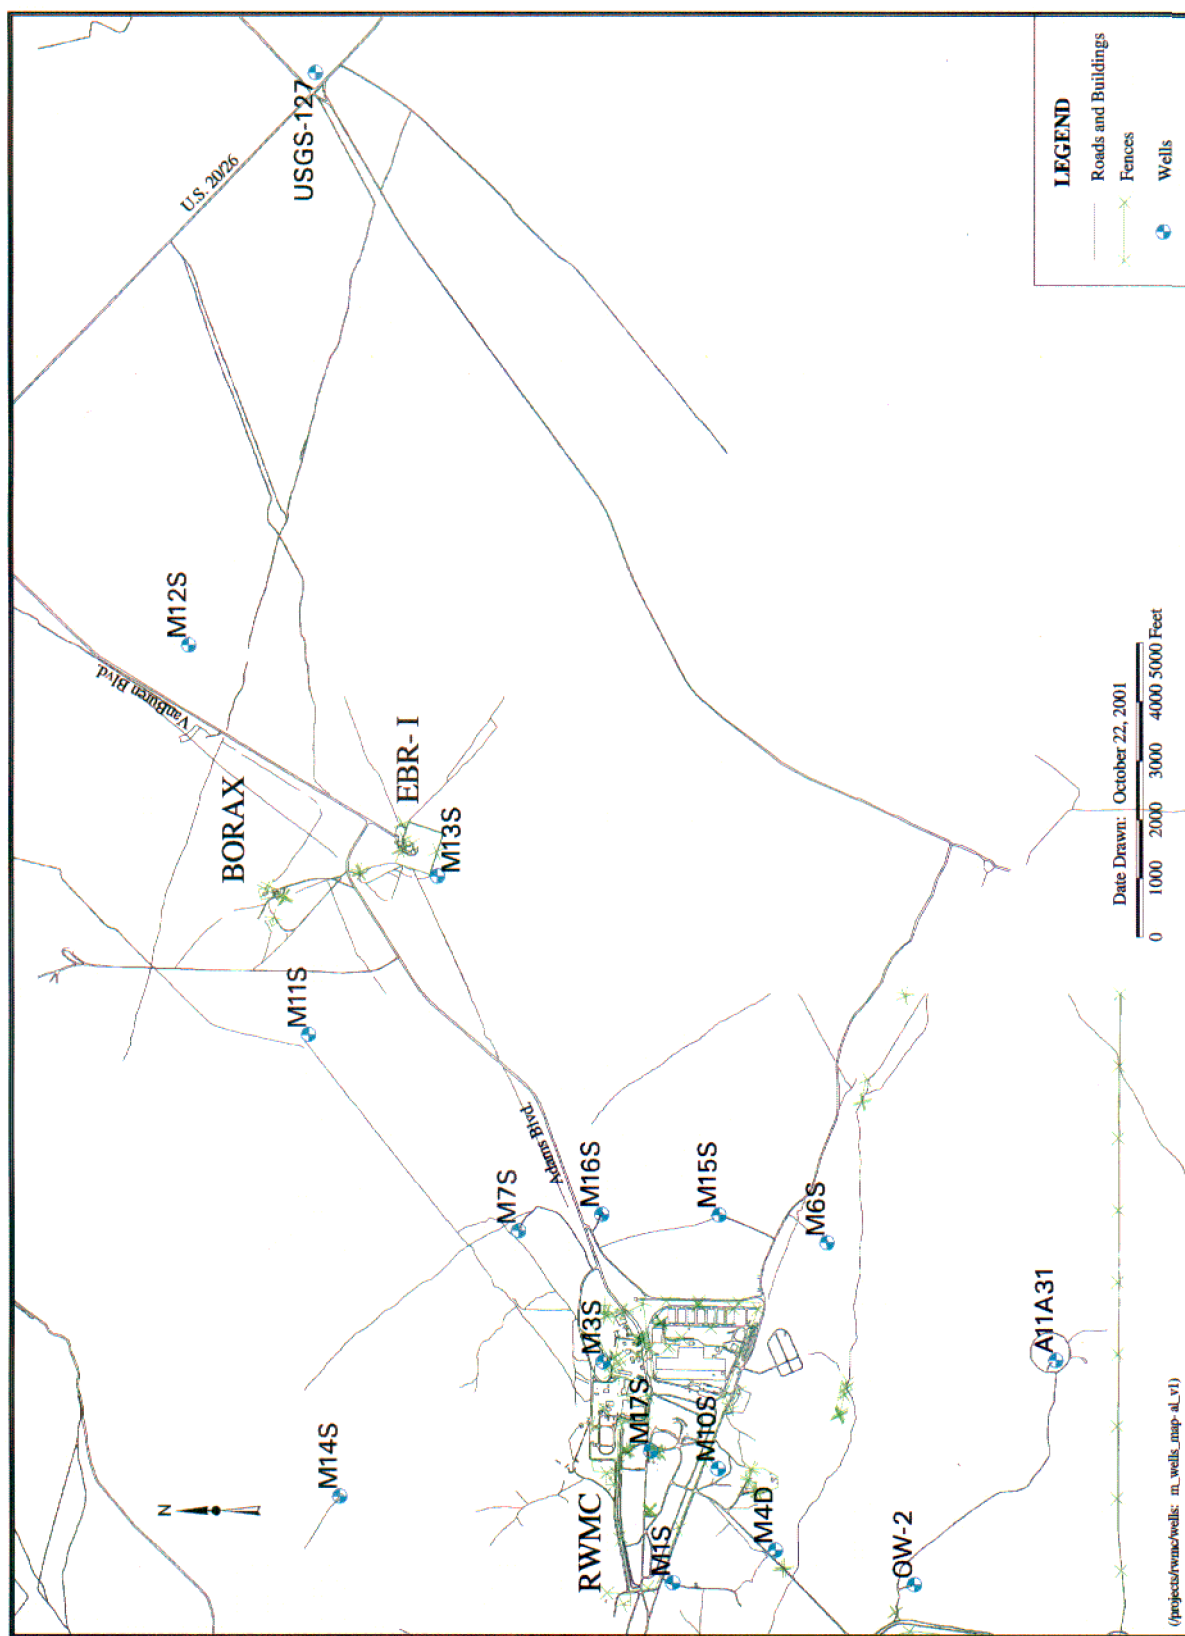 USGS-127
U.S. 20/26
LEGEND
Roads and Buildings
Fences
Wells
M12S
VanBuren Blvd.
BORAX
EBR- I
M13S
M11S
Adams Blvd.
M7S
M16S
M15S
M6S
M3S
M17S
M10S
A11A31
M14S
N
RWMC
M1S
M4D
OW-2
Date Drawn: October 22, 2001
0 1000 2000 3000 4000 5000 Feet
(/projects/rwmc/wells: m_wells_map-al_v1)